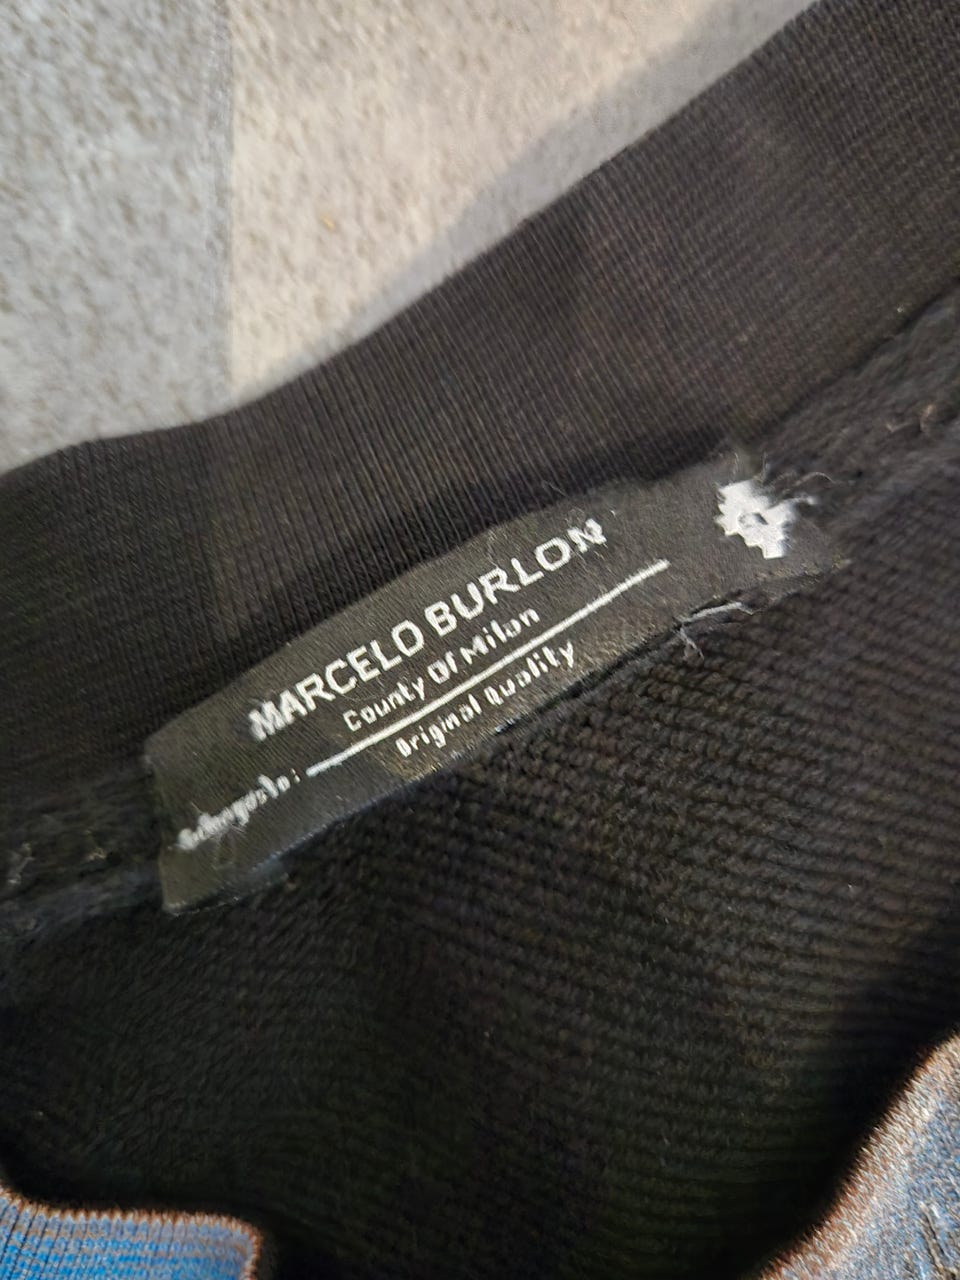 MARCELO BURLON
County Of Milan
Original Quality